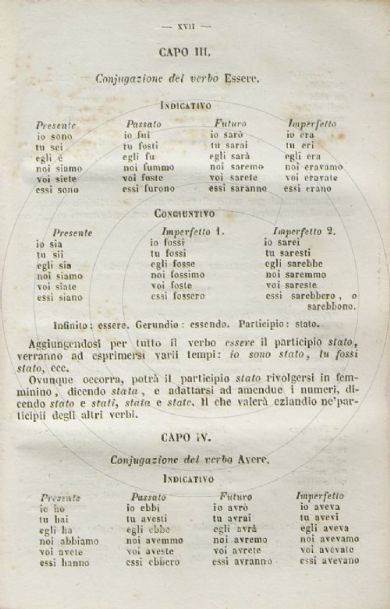 — XVII —
CAPO III.
Conjugazione del verbo Essere.
INDICATIVO
Presente Passato Futuro Imperfetto
io sono io fui io sarò io era
tu sei tu fosti tu sarai tu eri
egli é egli fu egli sarà egli era
noi siamo noi fummo noi saremo noi eravamo
voi siete voi foste voi sarete voi eravate
essi sono essi furono essi saranno essi erano
CONGIUNTIVO
Presente Imperfetto 1. Imperfetto 2.
io sia io fossi io sarei
tu sii tu fossi tu saresti
egli sia egli fosse egli sarebbe
noi siamo noi fossimo noi saremmo
voi siate voi foste voi sareste
essi siano essi fossero essi sarebbero, o
sarebbono.
Infinito: essere. Gerundio: essendo. Participio: stato.
Aggiungendosi per tutto il verbo essere il participio stato,
verranno ad esprimersi varii tempi: io sono stato, tu fossi
stato, ecc.
Ovunque occorra, potrà il participio stato rivolgersi in fem-
minino, dicendo stata, e adattarsi ad amendue i numeri, di-
cendo stato e stati, stata e state. Il che valerà eziandio ne'par-
ticipii degli altri verbi.
CAPO IV.
Conjugazione del verbo Avere.
INDICATIVO
Presente Passato Futuro Imperfetto
io ho io ebbi io avrò io aveva
tu hai tu avesti tu avrai tu avevi
egli ha egli ebbe egli avrà egli aveva
noi abbiamo noi avemmo noi avremo noi avevamo
voi avete voi aveste voi avrete voi avevate
essi hanno essi ebbero essi avranno essi avevano